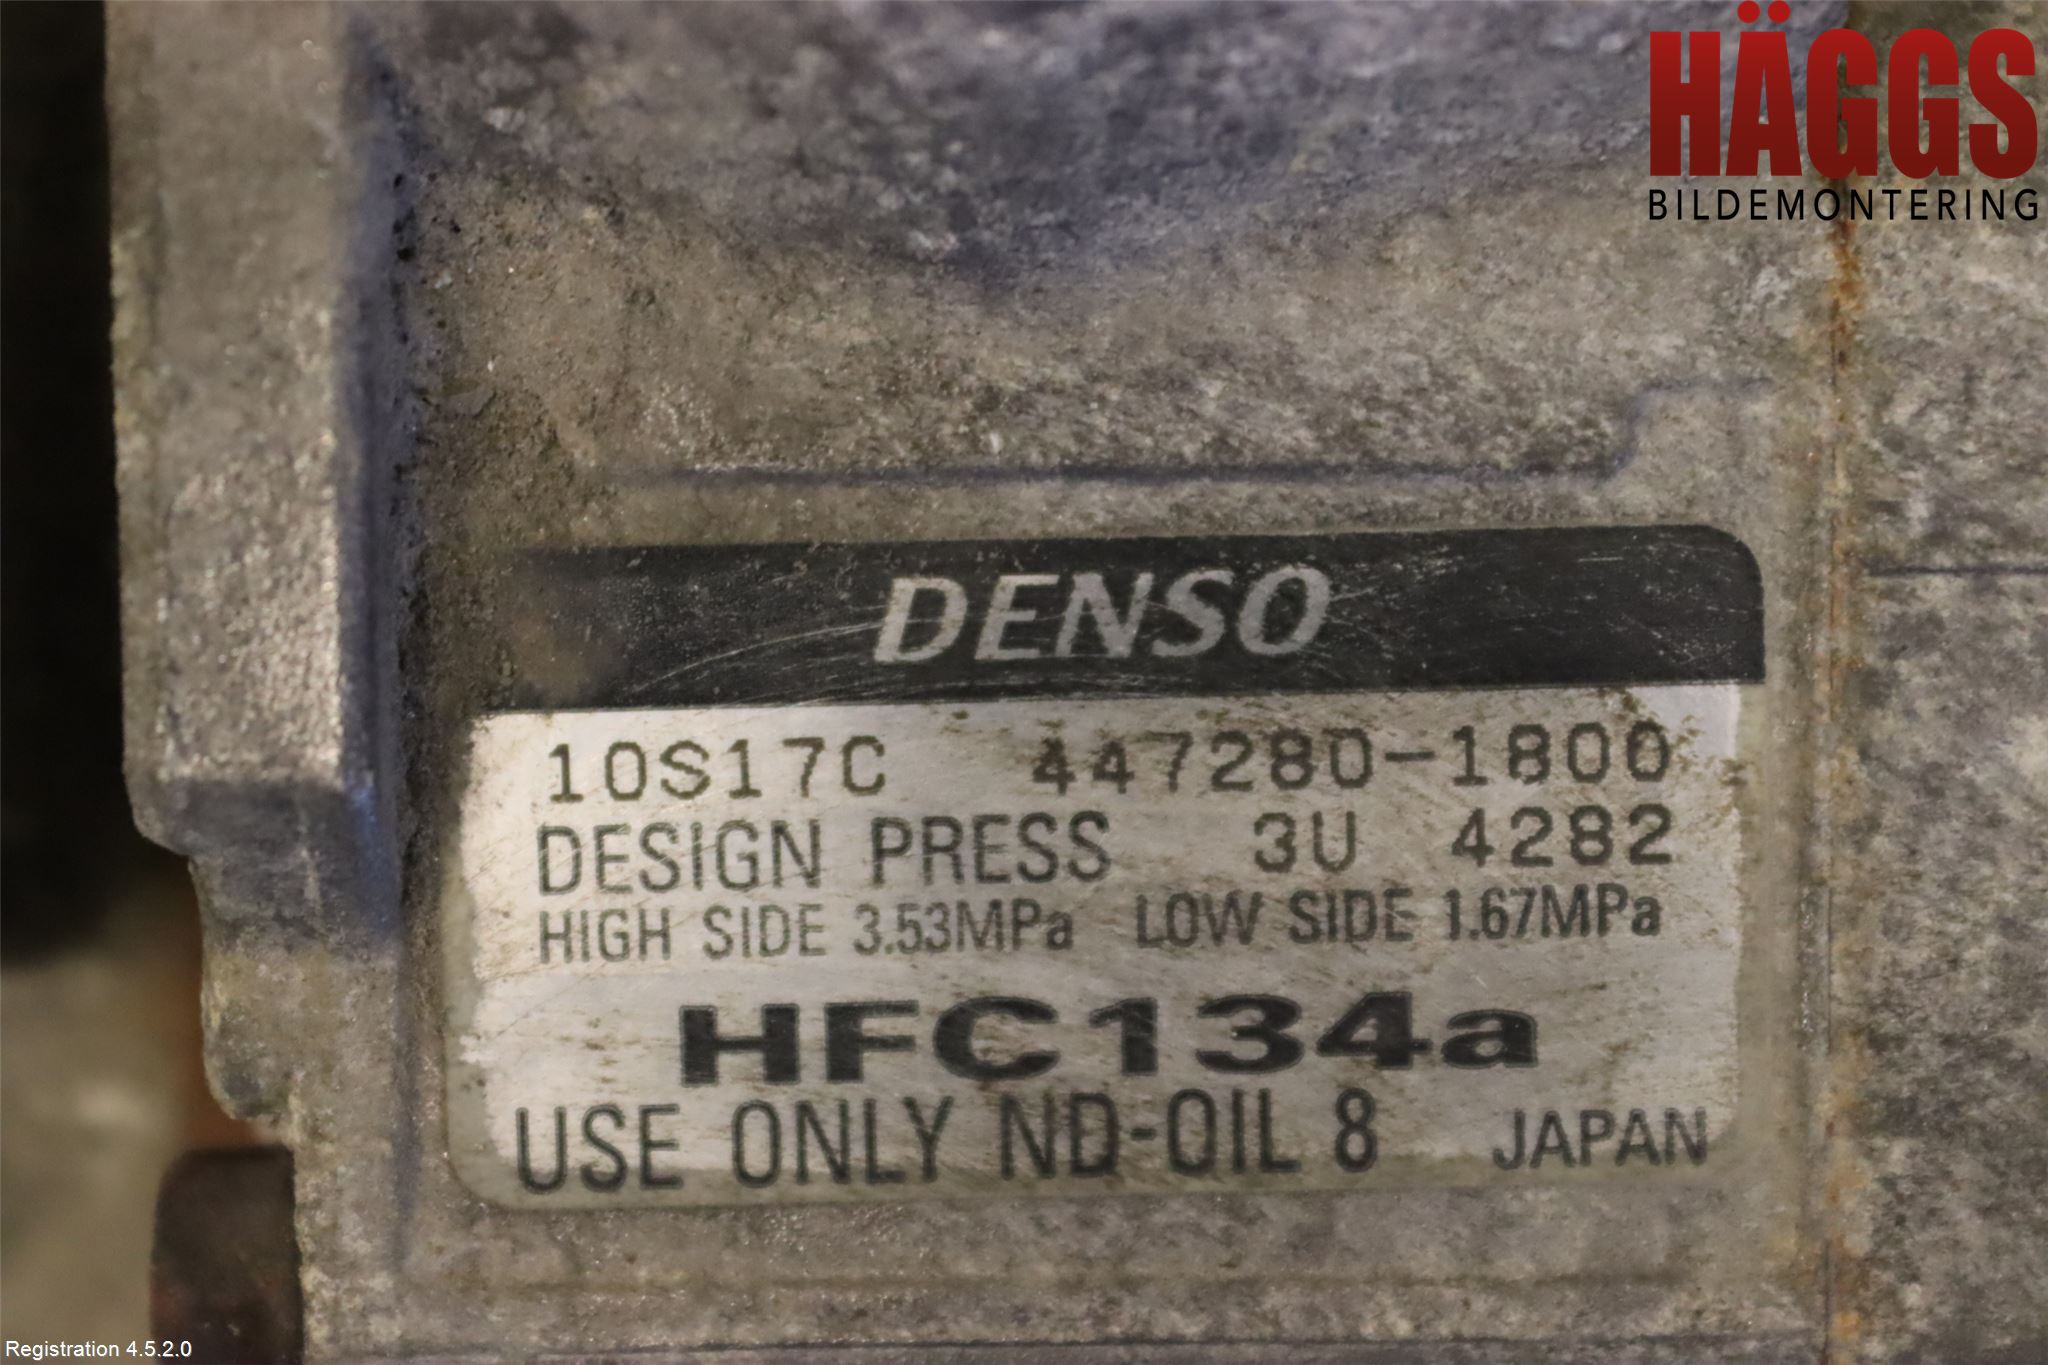 HÄGGS
BILDEMONTERING
DENSO
10S17C 447280-1800
DESIGN PRESS 3U 4282
HIGH SIDE 3.53MPa LOW SIDE 1.67MPa
HFC134a
USE ONLY ND-OIL 8 JAPAN
Registration 4.5.2.0